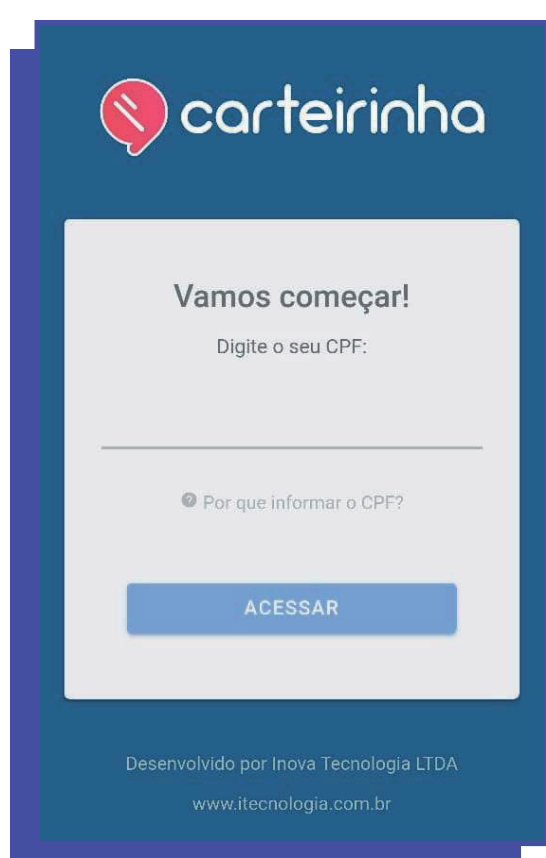 carteirinha
Vamos começar!
Digite o seu CPF:
Por que informar o CPF?
ACESSAR
Desenvolvido por Inova Tecnologia LTDA
www.itecnologia.com.br